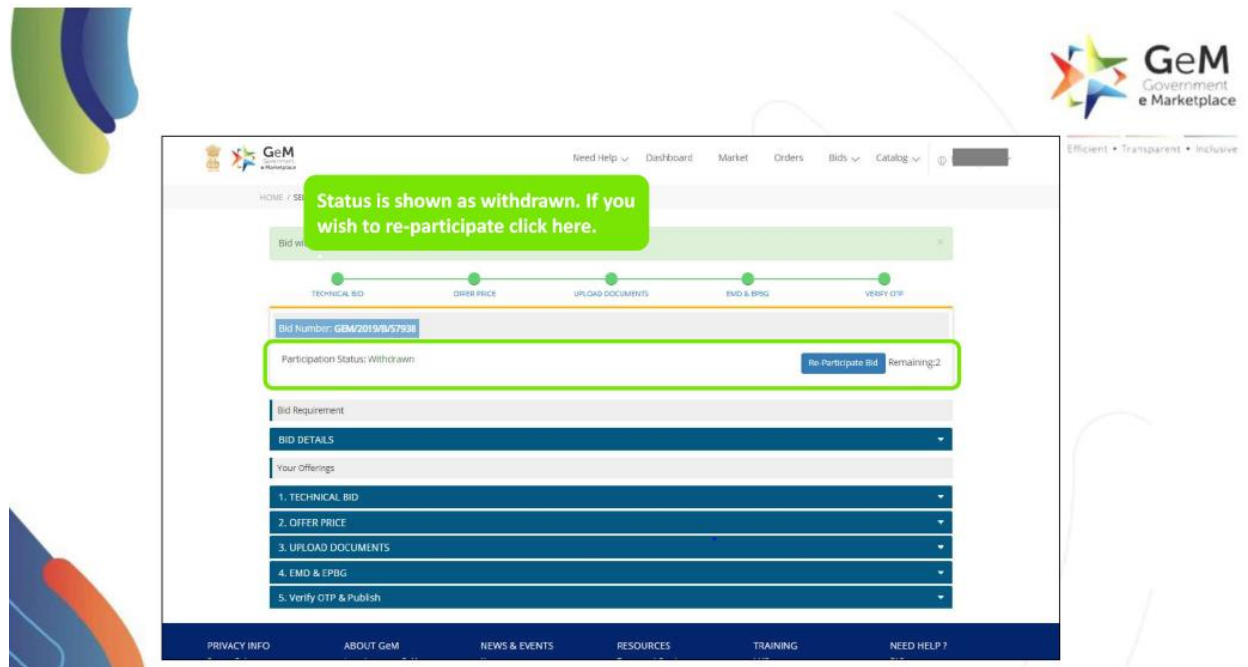 GeM
Government
e Marketplace
Efficient • Transparent • Inclusive
GeM
Government
e Marketplace
Need Help
Dashboard
Market
Orders
Bids
Catalog
HOME /
Status is shown as withdrawn. If you
wish to re-participate click here.
Bid
×
TECHNICAL BID
OFFER PRICE
UPLOAD DOCUMENTS
EMD & EPBG
VERIFY OTP
Bid Number: GEM/2019/B/57938
Participation Status: Withdrawn
Re-Participate Bid
Remaining:2
Bid Requirement
BID DETAILS
Your Offerings
1. TECHNICAL BID
2. OFFER PRICE
3. UPLOAD DOCUMENTS
4. EMD & EPBG
5. Verify OTP & Publish
PRIVACY INFO
ABOUT GeM
NEWS & EVENTS
RESOURCES
TRAINING
NEED HELP ?